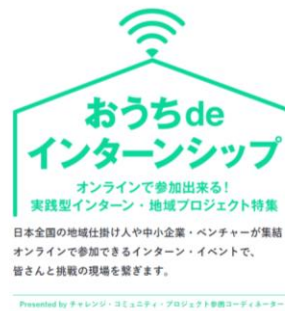 おうちde
インターンシップ
オンラインで参加出来る!
実践型インターン・地域プロジェクト特集
日本全国の地域仕掛け人や中小企業・ベンチャーが集結
オンラインで参加できるインターン・イベントで、
皆さんと挑戦の現場を繋ぎます。
Presented by チャレンジ・コミュニティ・プロジェクト参画コーディネーター